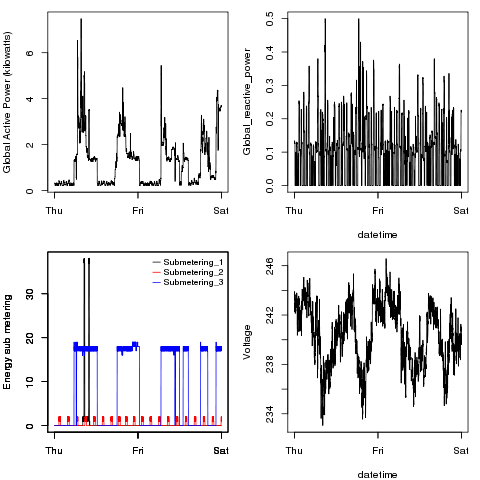 Global Active Power (kilowatts)
6
4
2
0
Thu
Fri
Sat
Global_reactive_power
0.5
0.4
0.3
0.2
0.1
0.0
Thu
Fri
Sat
datetime
Energy sub metering
30
20
10
0
Submetering_1
Submetering_2
Submetering_3
Thu
Fri
Sat
Voltage
246
242
238
234
Thu
Fri
Sat
datetime